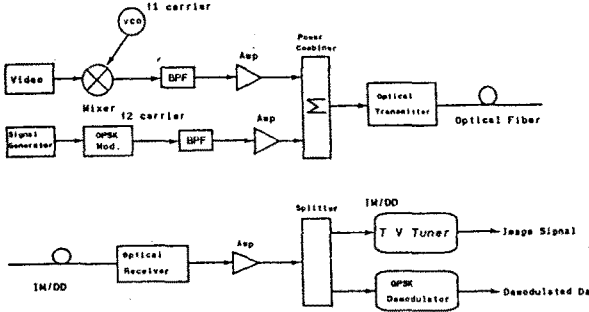 f1 carrier
VCO
Power
Combiner
Amp
Video
BPF
Mixer
f2 carrier
Amp
Σ
Optical
Transmitter
Optical Fiber
Signal
Generator
QPSK
Mod.
BPF
Splitter
IM/DD
Amp
T V Tuner
Image Signal
Optical
Receiver
IM/DD
QPSK
Demodulator
Demodulated Da